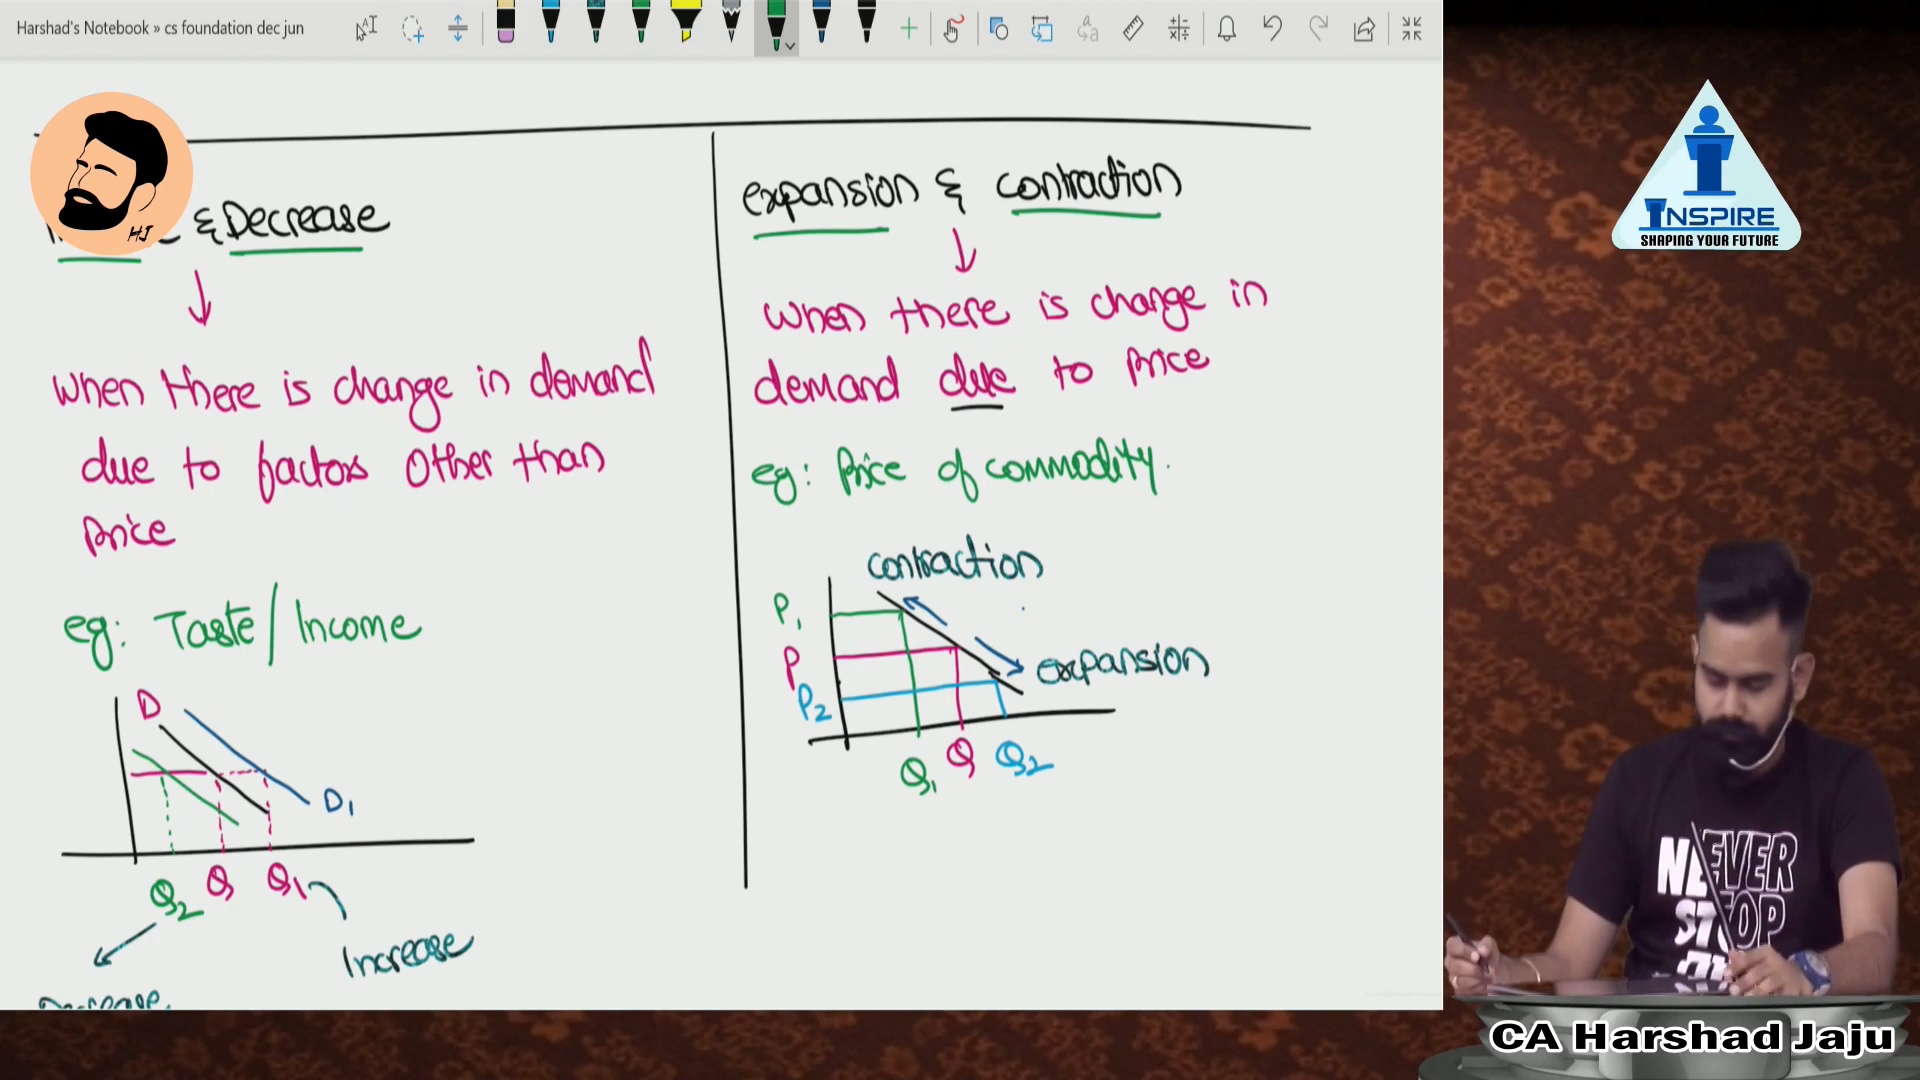 Harshad's Notebook » cs foundation dec jun
HJ
& Decrease
when there is change in demand
due to factors other than
Price
eg: Taste/Income
D
D1
Q2 Q Q1
Increase
Decrease
expansion & contraction
when there is change in
demand due to Price
eg: Price of commodity.
contraction
P1
P
P2
expansion
Q1 Q Q2
INSPIRE
SHAPING YOUR FUTURE
NEVER
STOP
CA Harshad Jaju